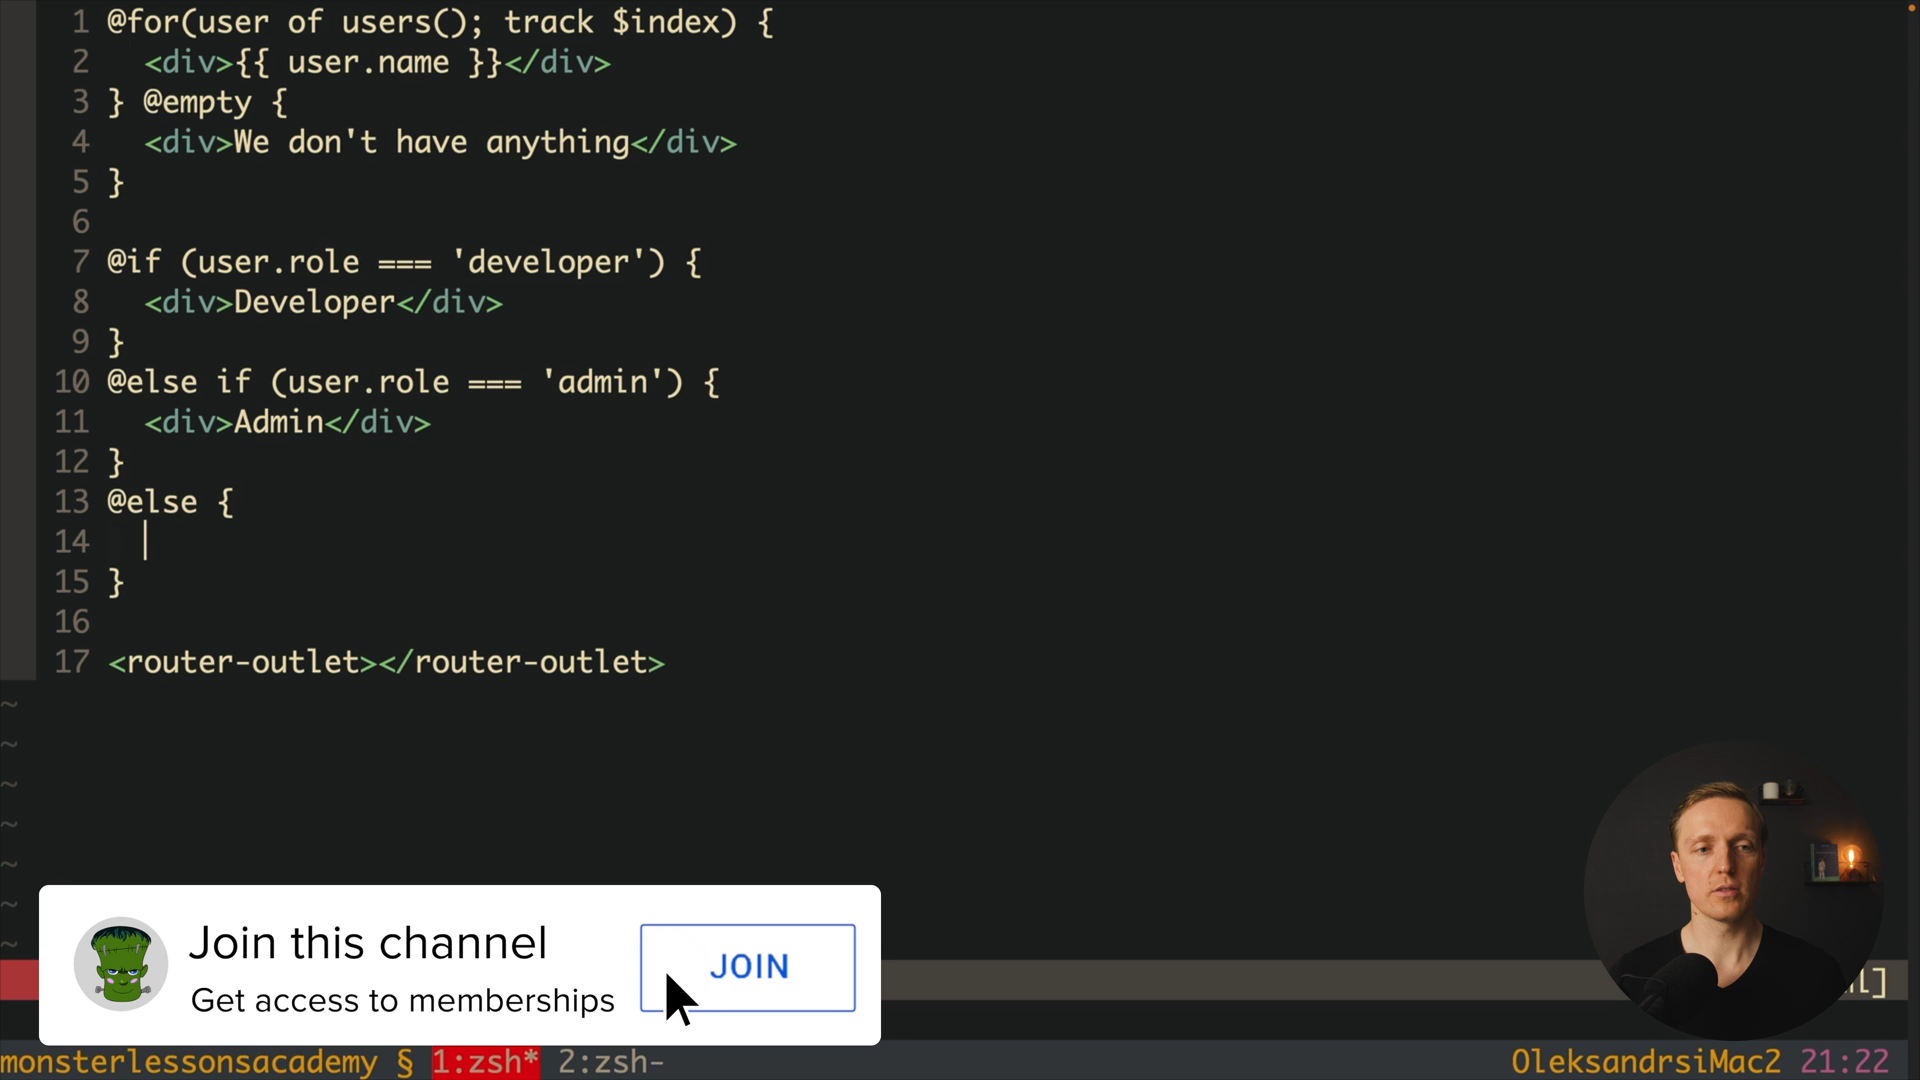 1 @for(user of users(); track $index) {
2 <div>{{ user.name }}</div>
3 } @empty {
4 <div>We don't have anything</div>
5 }
6
7 @if (user.role === 'developer') {
8 <div>Developer</div>
9 }
10 @else if (user.role === 'admin') {
11 <div>Admin</div>
12 }
13 @else {
14
15 }
16
17 <router-outlet></router-outlet>
~
~
~
~
~
~
~
Join this channel
Get access to memberships
JOIN
monsterlessonsacademy § 1:zsh* 2:zsh- OleksandrsiMac2 21:22